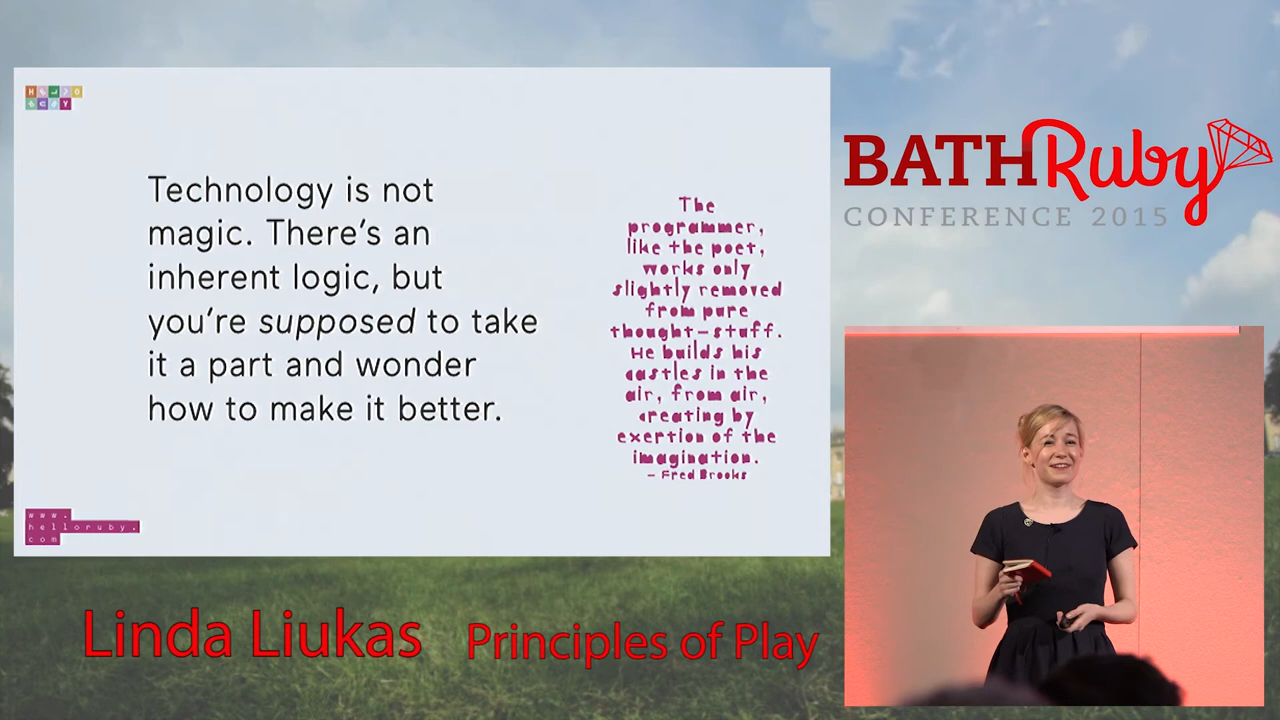 HELLO
RUBY
Technology is not
magic. There's an
inherent logic, but
you're supposed to take
it a part and wonder
how to make it better.
The
programmer,
like the poet,
works only
slightly removed
from pure
thought-stuff.
He builds his
castles in the
air, from air,
creating by
exertion of the
imagination.
– Fred Brooks
www.
helloruby.
com
BATHRuby
CONFERENCE 2015
Linda Liukas
Principles of Play